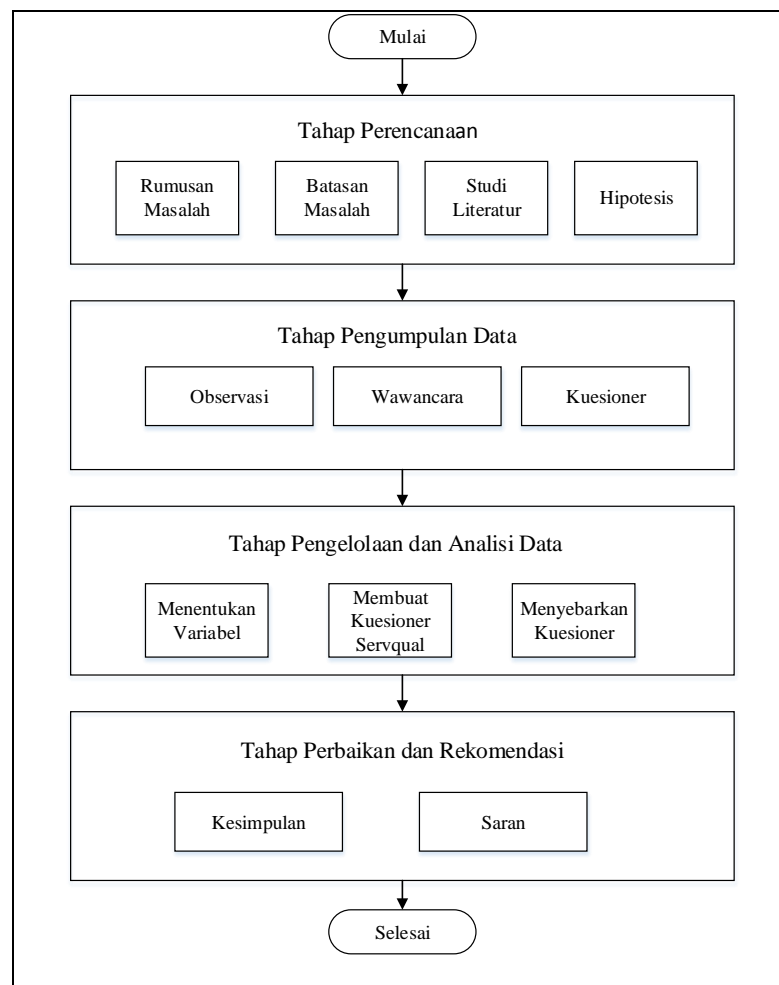 Mulai
Tahap Perencanaan
Rumusan
Masalah
Batasan
Masalah
Studi
Literatur
Hipotesis
Tahap Pengumpulan Data
Observasi
Wawancara
Kuesioner
Tahap Pengelolaan dan Analisi Data
Menentukan
Variabel
Membuat
Kuesioner
Servqual
Menyebarkan
Kuesioner
Tahap Perbaikan dan Rekomendasi
Kesimpulan
Saran
Selesai